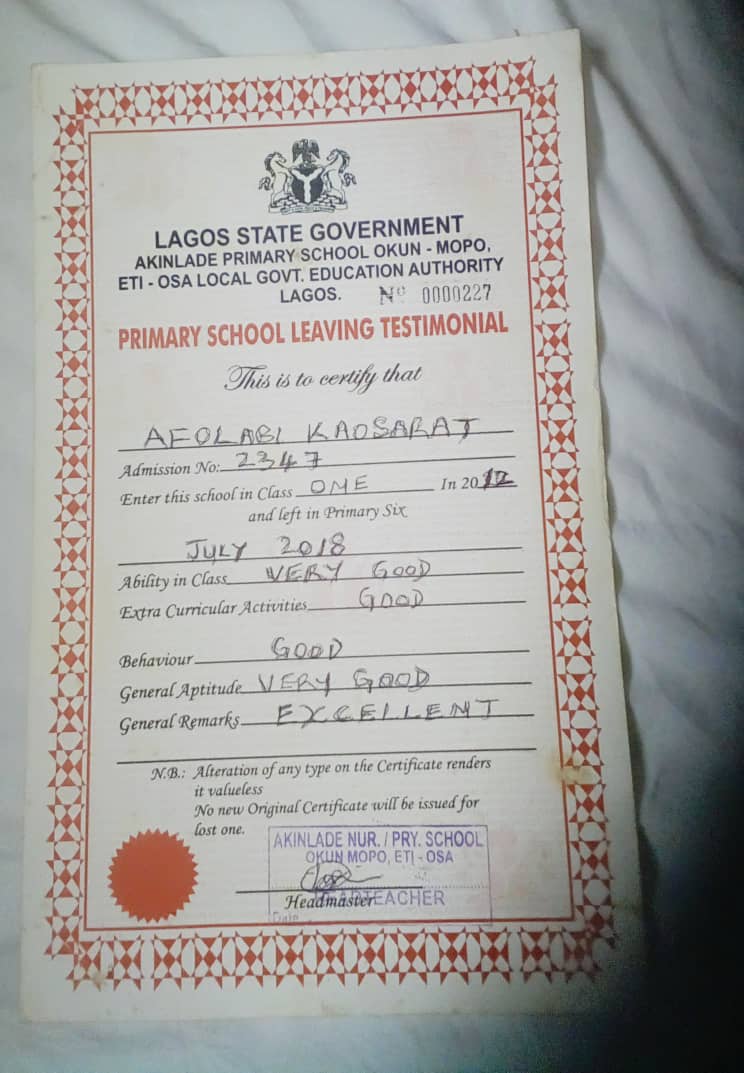 LAGOS STATE GOVERNMENT
AKINLADE PRIMARY SCHOOL OKUN - MOPO,
ETI - OSA LOCAL GOVT. EDUCATION AUTHORITY
LAGOS. No 0000227
PRIMARY SCHOOL LEAVING TESTIMONIAL
This is to certify that
AFOLABI KAOSARAT
Admission No: 2347
Enter this school in Class ONE In 2012
and left in Primary Six
JULY 2018
Ability in Class VERY GOOD
Extra Curricular Activities GOOD
Behaviour GOOD
General Aptitude VERY GOOD
General Remarks EXCELLENT
N.B.: Alteration of any type on the Certificate renders
it valueless
No new Original Certificate will be issued for
lost one.
AKINLADE NUR. / PRY. SCHOOL
OKUN MOPO, ETI - OSA
HEADTEACHER
Headmaster
Date